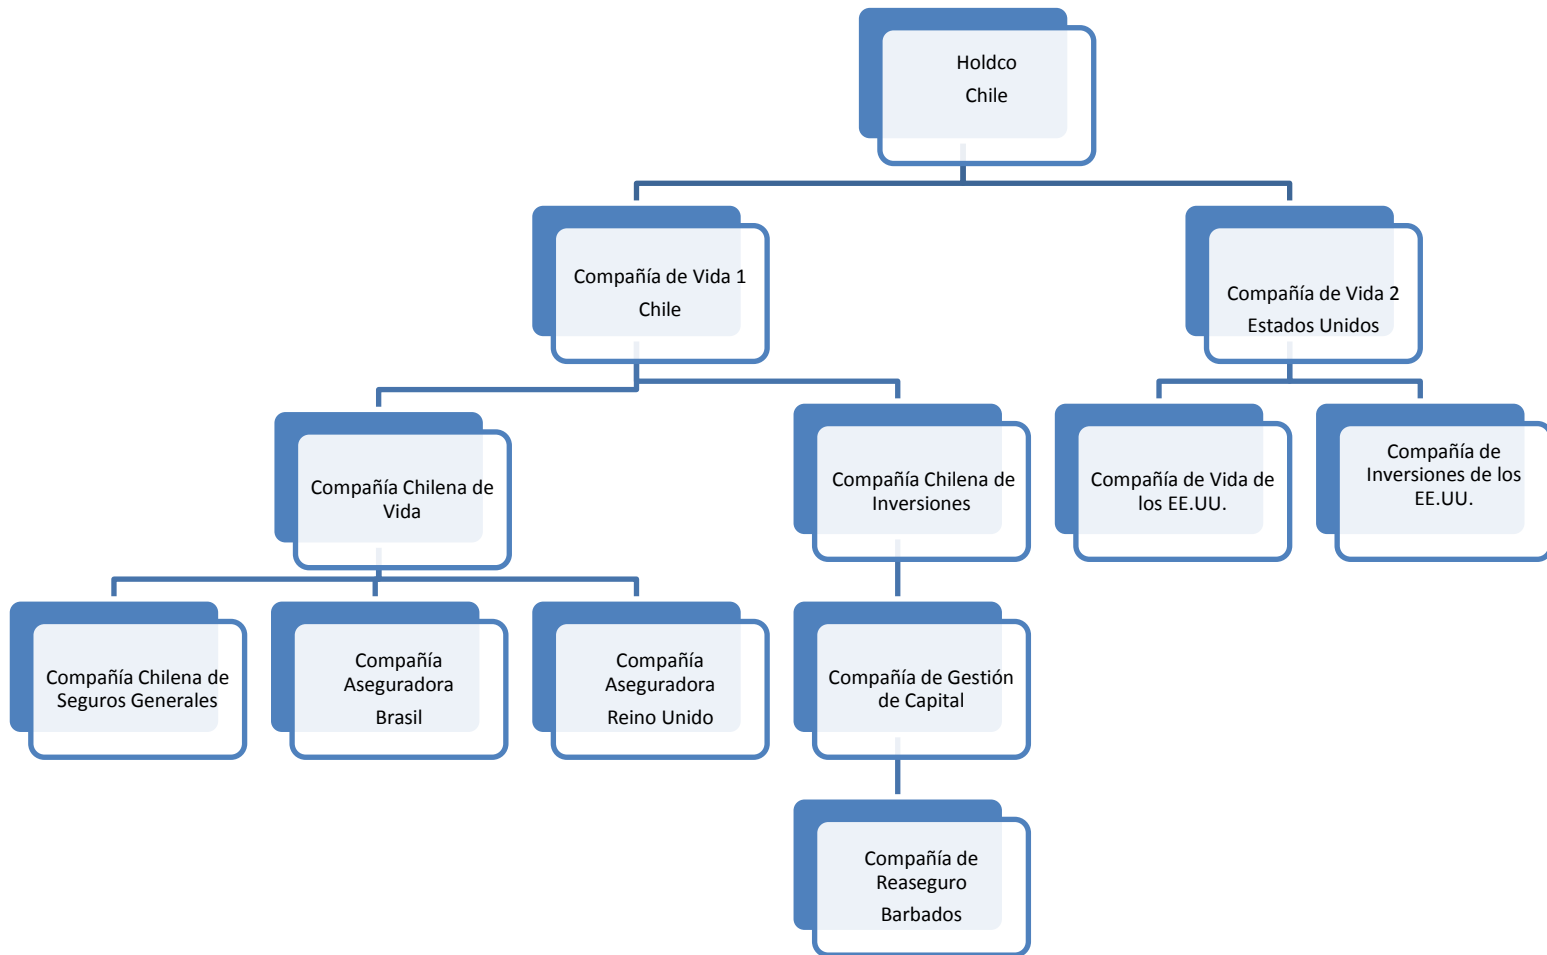 Holdco
Chile
Compañía de Vida 1
Chile
Compañía de Vida 2
Estados Unidos
Compañía Chilena de
Vida
Compañía Chilena de
Inversiones
Compañía de Vida de
los EE.UU.
Compañía de
Inversiones de los
EE.UU.
Compañía Chilena de
Seguros Generales
Compañía
Aseguradora
Brasil
Compañía
Aseguradora
Reino Unido
Compañía de Gestión
de Capital
Compañía de
Reaseguro
Barbados